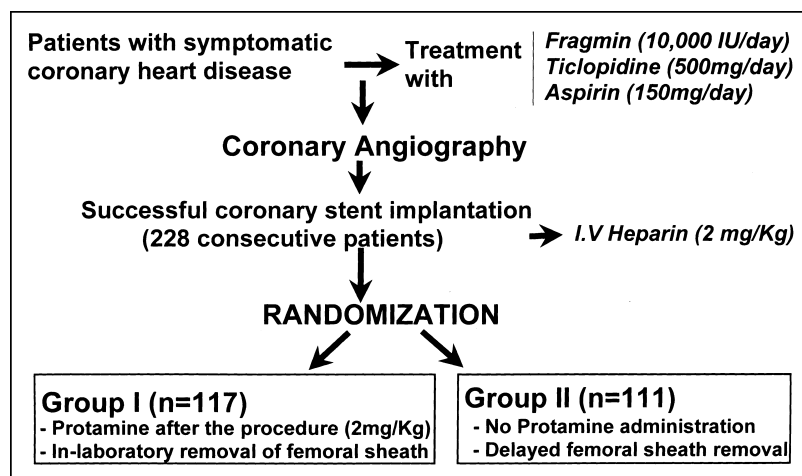 Patients with symptomatic
coronary heart disease
Treatment
with
Fragmin (10,000 IU/day)
Ticlopidine (500mg/day)
Aspirin (150mg/day)
Coronary Angiography
Successful coronary stent implantation
(228 consecutive patients)
I.V Heparin (2 mg/Kg)
RANDOMIZATION
Group I (n=117)
- Protamine after the procedure (2mg/Kg)
- In-laboratory removal of femoral sheath
Group II (n=111)
- No Protamine administration
- Delayed femoral sheath removal